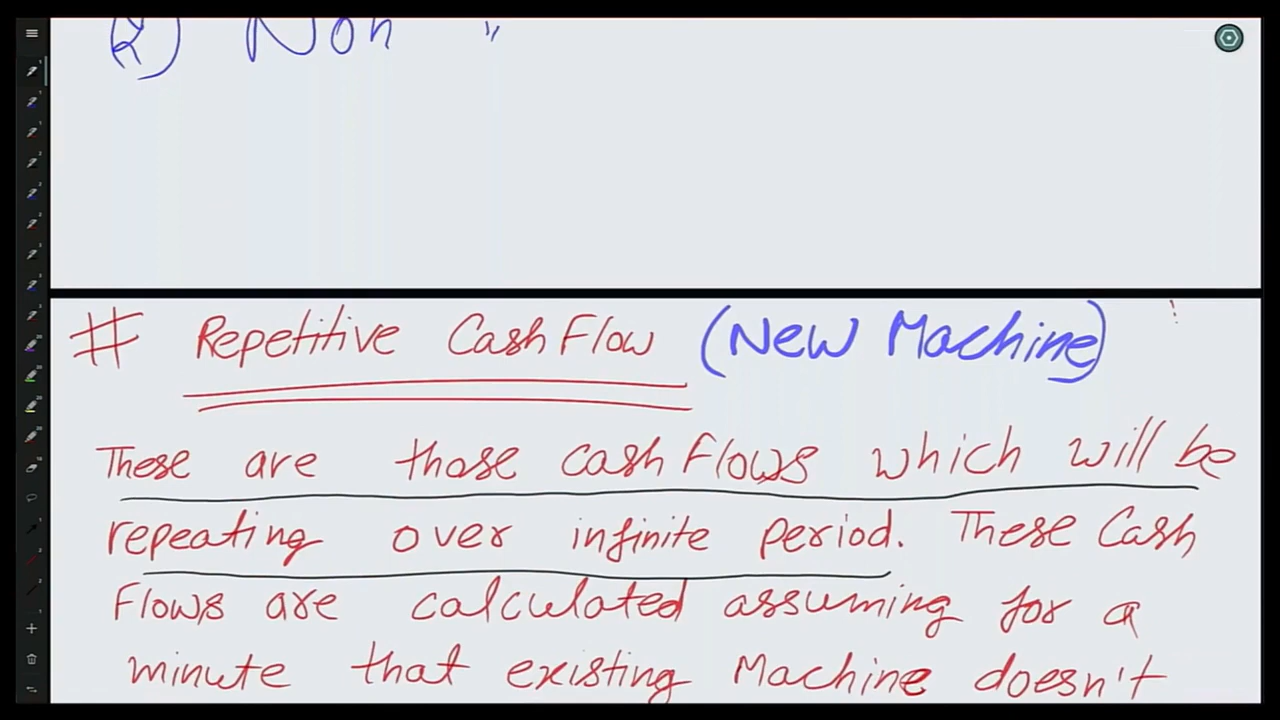 (2) Non "
# Repetitive Cash Flow (New Machine)
These are those cash flows which will be
repeating over infinite period. These Cash
Flows are calculated assuming for a
minute that existing Machine doesn't